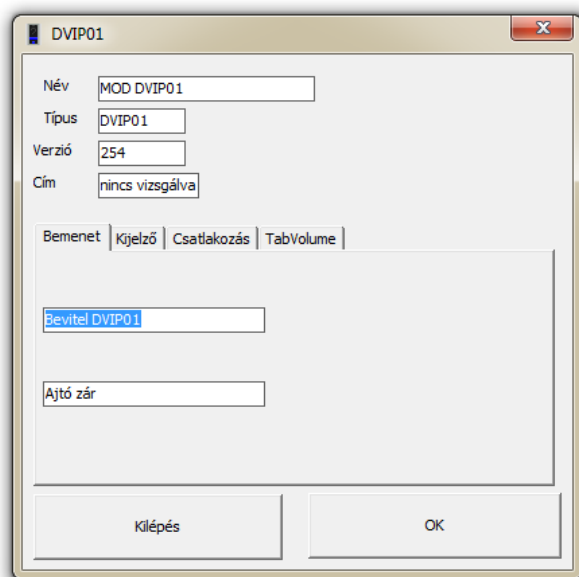 DVIP01
Név MOD DVIP01
Típus DVIP01
Verzió 254
Cím nincs vizsgálva
Bemenet Kijelző Csatlakozás TabVolume
Bevitel DVIP01
Ajtó zár
Kilépés OK